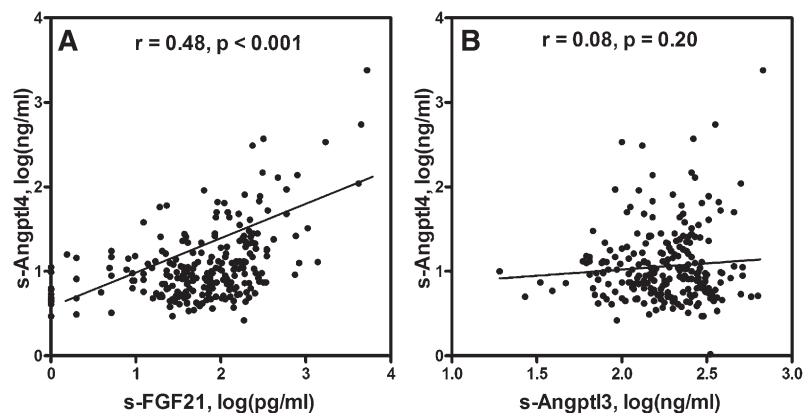 A
r = 0.48, p < 0.001
s-Angptl4, log(ng/ml)
4
3
2
1
0
0 1 2 3 4
s-FGF21, log(pg/ml)
B
r = 0.08, p = 0.20
s-Angptl4, log(ng/ml)
4
3
2
1
0
1.0 1.5 2.0 2.5 3.0
s-Angptl3, log(ng/ml)